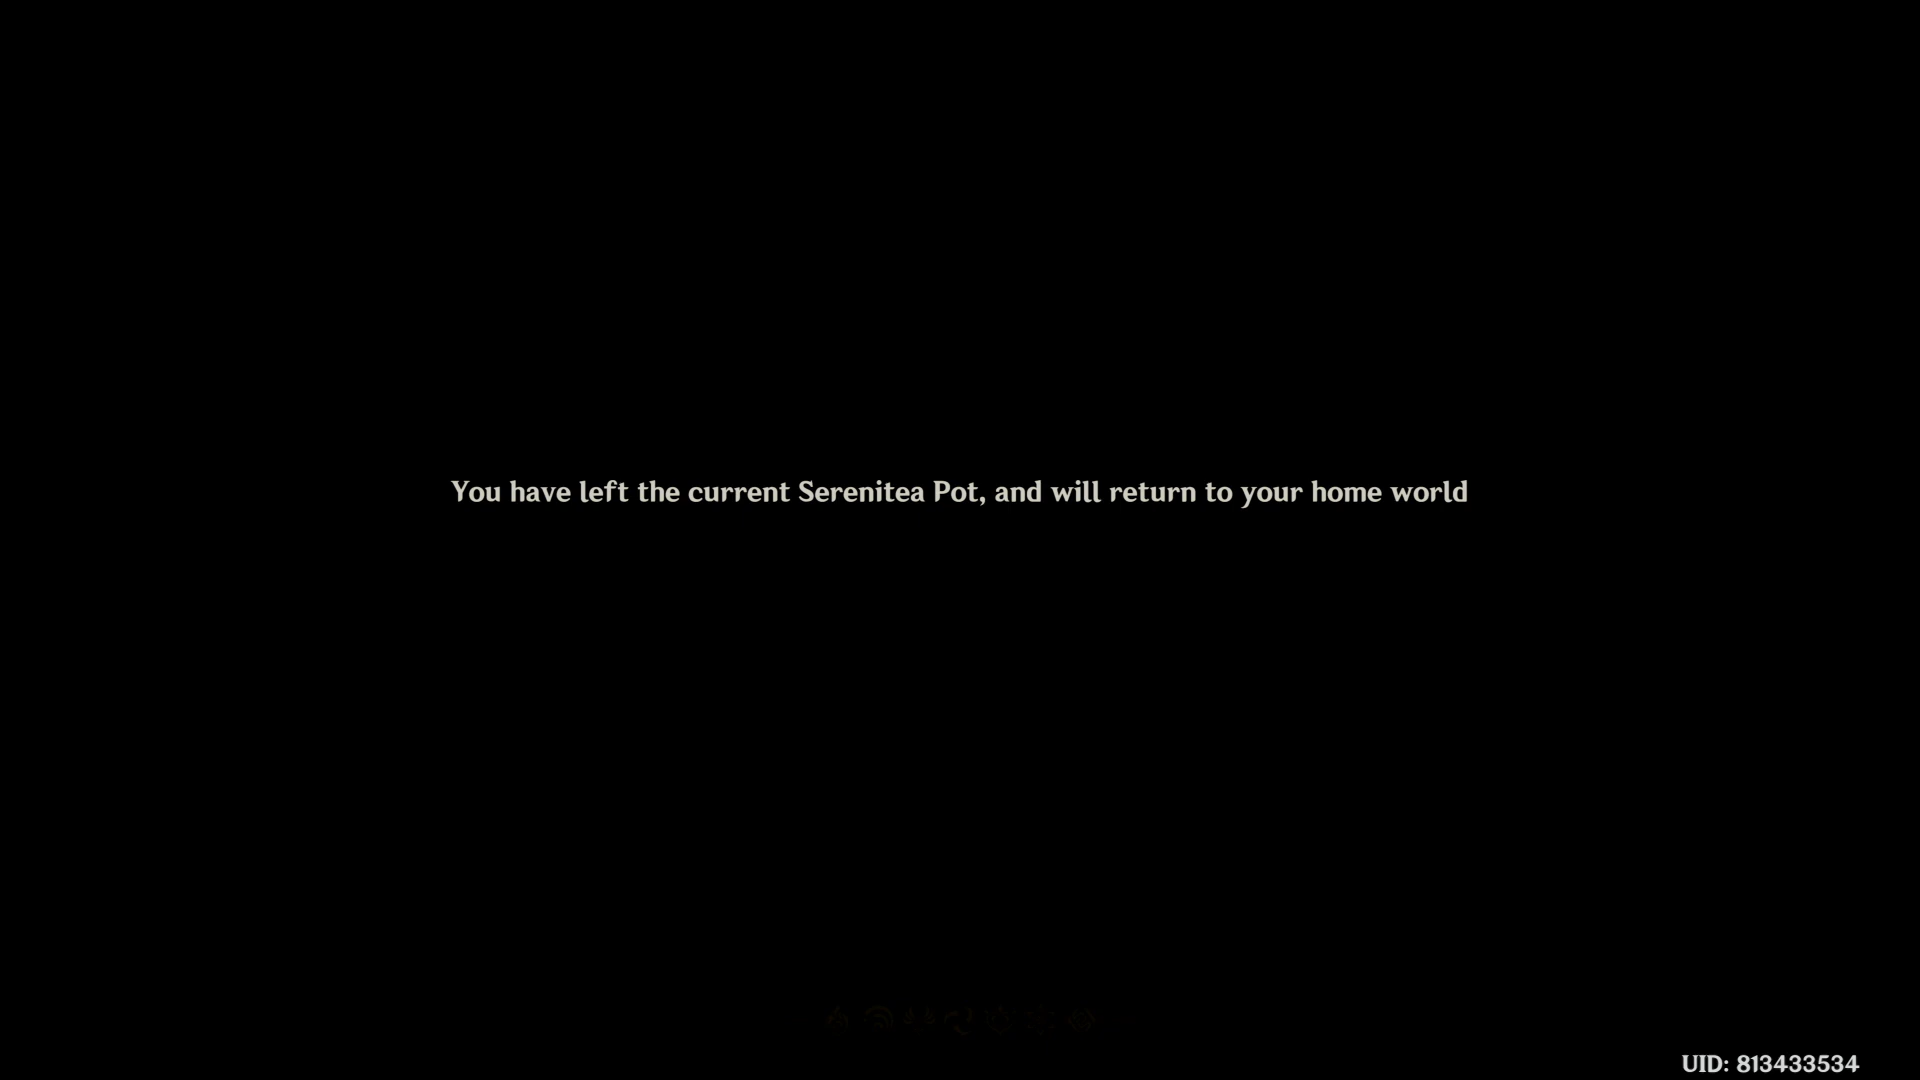 You have left the current Serenitea Pot, and will return to your home world
UID: 813433534